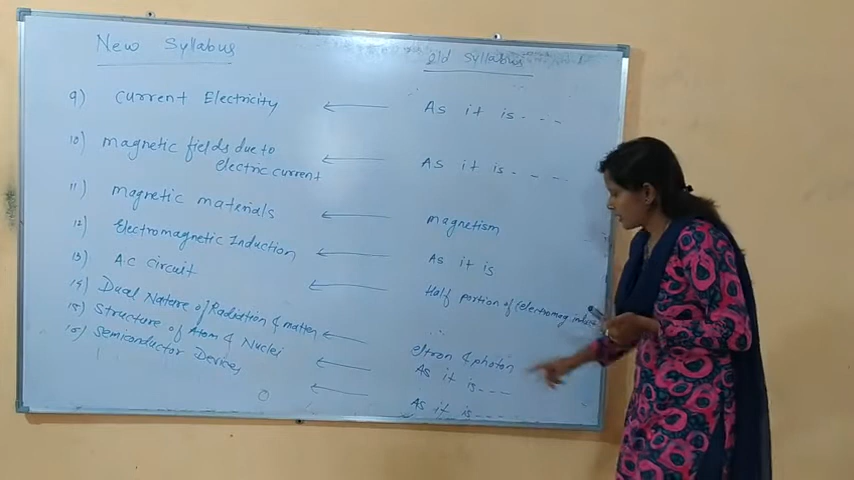 New Syllabus
Old Syllabus
9) Current Electricity ← As it is - - -
10) Magnetic fields due to
electric current ← As it is - - - -
11) Magnetic materials ← magnetism
12) Electromagnetic Induction ← As it is
13) A.C circuit ← Half portion of (electromag. induc
14) Dual Nature of Radiation & matter ← eltron & photon
15) Structure of Atom & Nuclei ← As it is - - -
16) Semiconductor Devices ← As it is - - -